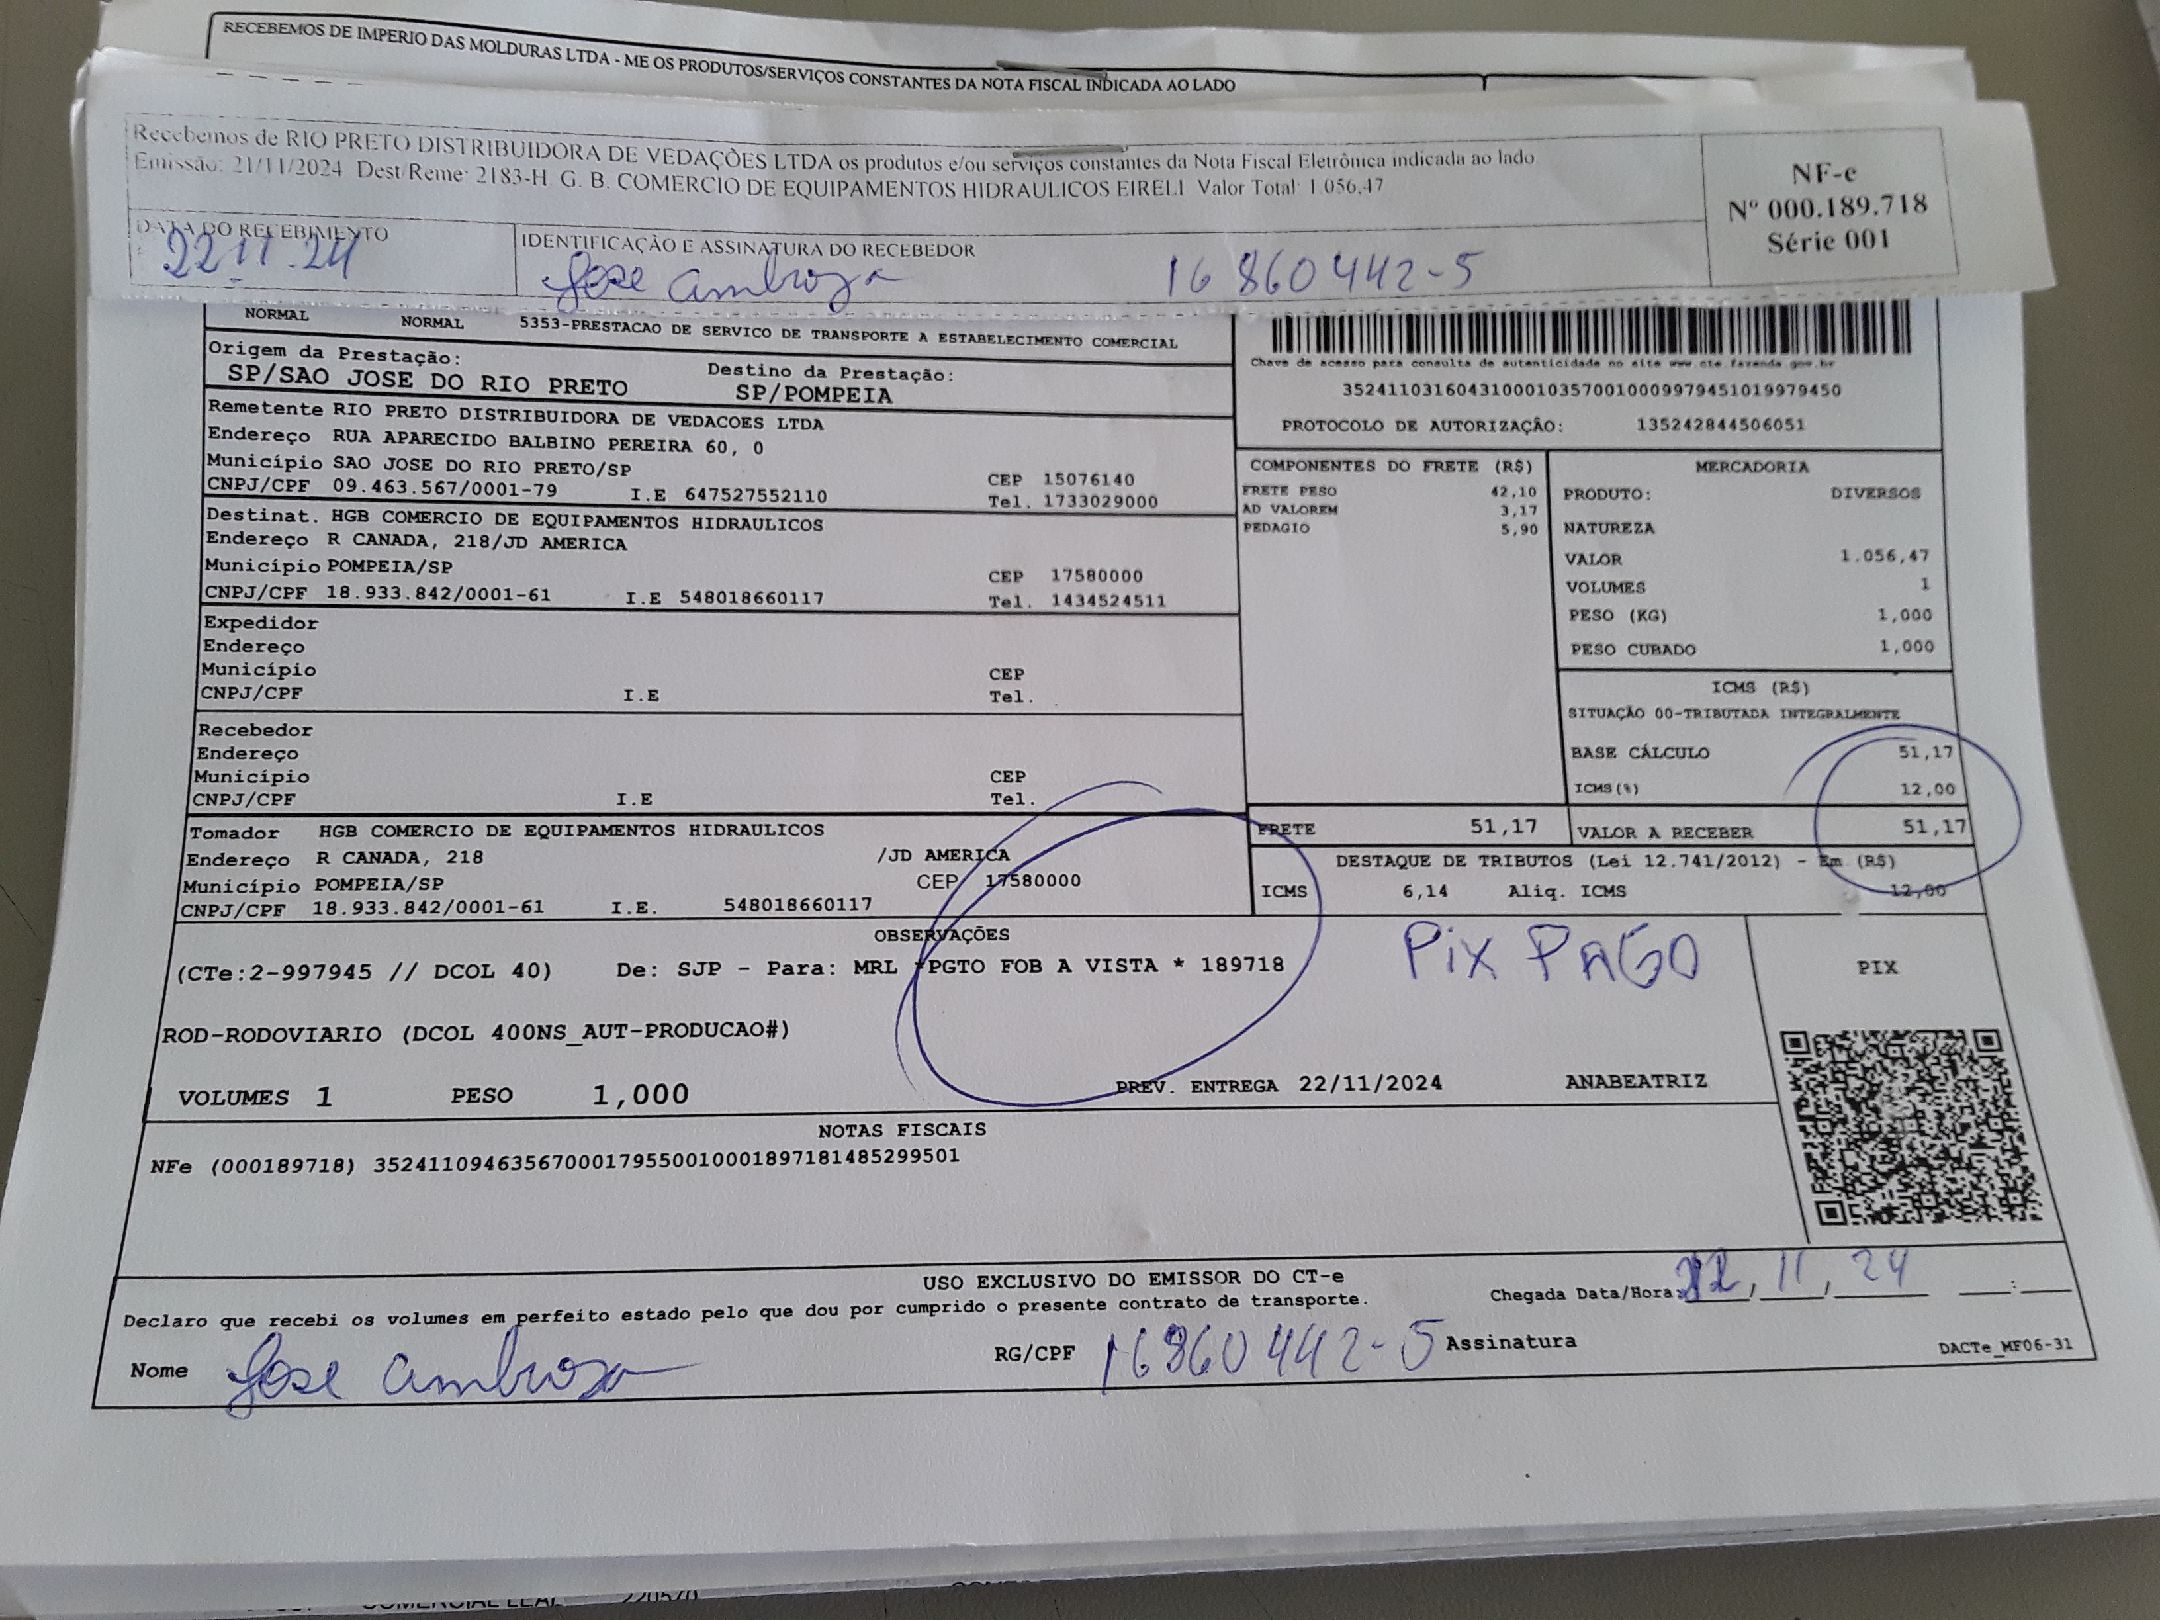 RECEBEMOS DE IMPERIO DAS MOLDURAS LTDA - ME OS PRODUTOS/SERVIÇOS CONSTANTES DA NOTA FISCAL INDICADA AO LADO
Recebemos de RIO PRETO DISTRIBUIDORA DE VEDAÇÕES LTDA os produtos e/ou serviços constantes da Nota Fiscal Eletrônica indicada ao lado
Emissão: 21/11/2024 Dest/Reme: 2183-H G. B. COMERCIO DE EQUIPAMENTOS HIDRAULICOS EIRELI Valor Total: 1.056,47
NF-e
Nº 000.189.718
Série 001
DATA DO RECEBIMENTO
22.11.24
IDENTIFICAÇÃO E ASSINATURA DO RECEBEDOR
Jose Ambrozo 16 860 442-5
NORMAL NORMAL 5353-PRESTACAO DE SERVICO DE TRANSPORTE A ESTABELECIMENTO COMERCIAL
Origem da Prestação:
SP/SAO JOSE DO RIO PRETO
Destino da Prestação:
SP/POMPEIA
Chave de acesso para consulta de autenticidade no site www.cte.fazenda.gov.br
35241103160431000103570010009979451019979450
PROTOCOLO DE AUTORIZAÇÃO: 135242844506051
Remetente RIO PRETO DISTRIBUIDORA DE VEDACOES LTDA
Endereço RUA APARECIDO BALBINO PEREIRA 60, 0
Município SAO JOSE DO RIO PRETO/SP CEP 15076140
CNPJ/CPF 09.463.567/0001-79 I.E 647527552110 Tel. 1733029000
Destinat. HGB COMERCIO DE EQUIPAMENTOS HIDRAULICOS
Endereço R CANADA, 218/JD AMERICA
Município POMPEIA/SP CEP 17580000
CNPJ/CPF 18.933.842/0001-61 I.E 548018660117 Tel. 1434524511
Expedidor
Endereço
Município CEP
CNPJ/CPF I.E Tel.
Recebedor
Endereço
Município CEP
CNPJ/CPF I.E Tel.
Tomador HGB COMERCIO DE EQUIPAMENTOS HIDRAULICOS
Endereço R CANADA, 218 /JD AMERICA
Município POMPEIA/SP CEP 17580000
CNPJ/CPF 18.933.842/0001-61 I.E. 548018660117
COMPONENTES DO FRETE (R$)
FRETE PESO 42,10
AD VALOREM 3,17
PEDAGIO 5,90
MERCADORIA
PRODUTO: DIVERSOS
NATUREZA
VALOR 1.056,47
VOLUMES 1
PESO (KG) 1,000
PESO CUBADO 1,000
ICMS (R$)
SITUAÇÃO 00-TRIBUTADA INTEGRALMENTE
BASE CÁLCULO 51,17
ICMS(%) 12,00
FRETE 51,17 VALOR A RECEBER 51,17
DESTAQUE DE TRIBUTOS (Lei 12.741/2012) - Em (R$)
ICMS 6,14 Aliq. ICMS 12,00
OBSERVAÇÕES
(CTe:2-997945 // DCOL 40) De: SJP - Para: MRL *PGTO FOB A VISTA * 189718
PIX PAGO
PIX
ROD-RODOVIARIO (DCOL 400NS_AUT-PRODUCAO#)
VOLUMES 1 PESO 1,000 PREV. ENTREGA 22/11/2024 ANABEATRIZ
NOTAS FISCAIS
NFe (000189718) 35241109463567000179550010001897181485299501
USO EXCLUSIVO DO EMISSOR DO CT-e
Declaro que recebi os volumes em perfeito estado pelo que dou por cumprido o presente contrato de transporte.
Chegada Data/Hora: 22, 11, 24 :
Nome Jose Ambrozo RG/CPF 16860442-5 Assinatura
DACTe_MF06-31